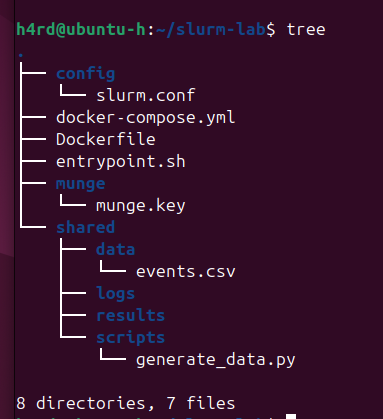 h4rd@ubuntu-h:~/slurm-lab$ tree
.
├── config
│   └── slurm.conf
├── docker-compose.yml
├── Dockerfile
├── entrypoint.sh
├── munge
│   └── munge.key
└── shared
    ├── data
    │   └── events.csv
    ├── logs
    ├── results
    └── scripts
        └── generate_data.py

8 directories, 7 files